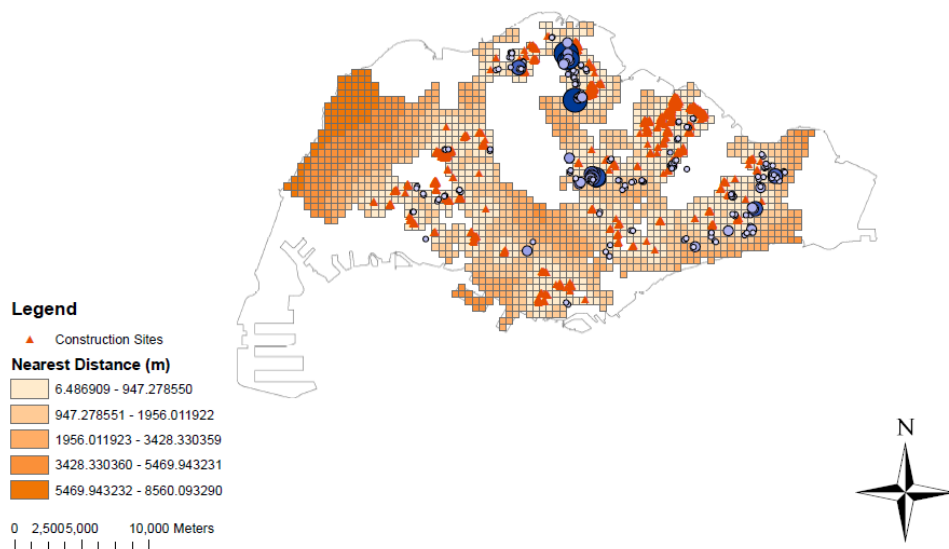 Legend
Construction Sites
Nearest Distance (m)
6.486909 - 947.278550
947.278551 - 1956.011922
1956.011923 - 3428.330359
3428.330360 - 5469.943231
5469.943232 - 8560.093290
0 2,5005,000 10,000 Meters
N